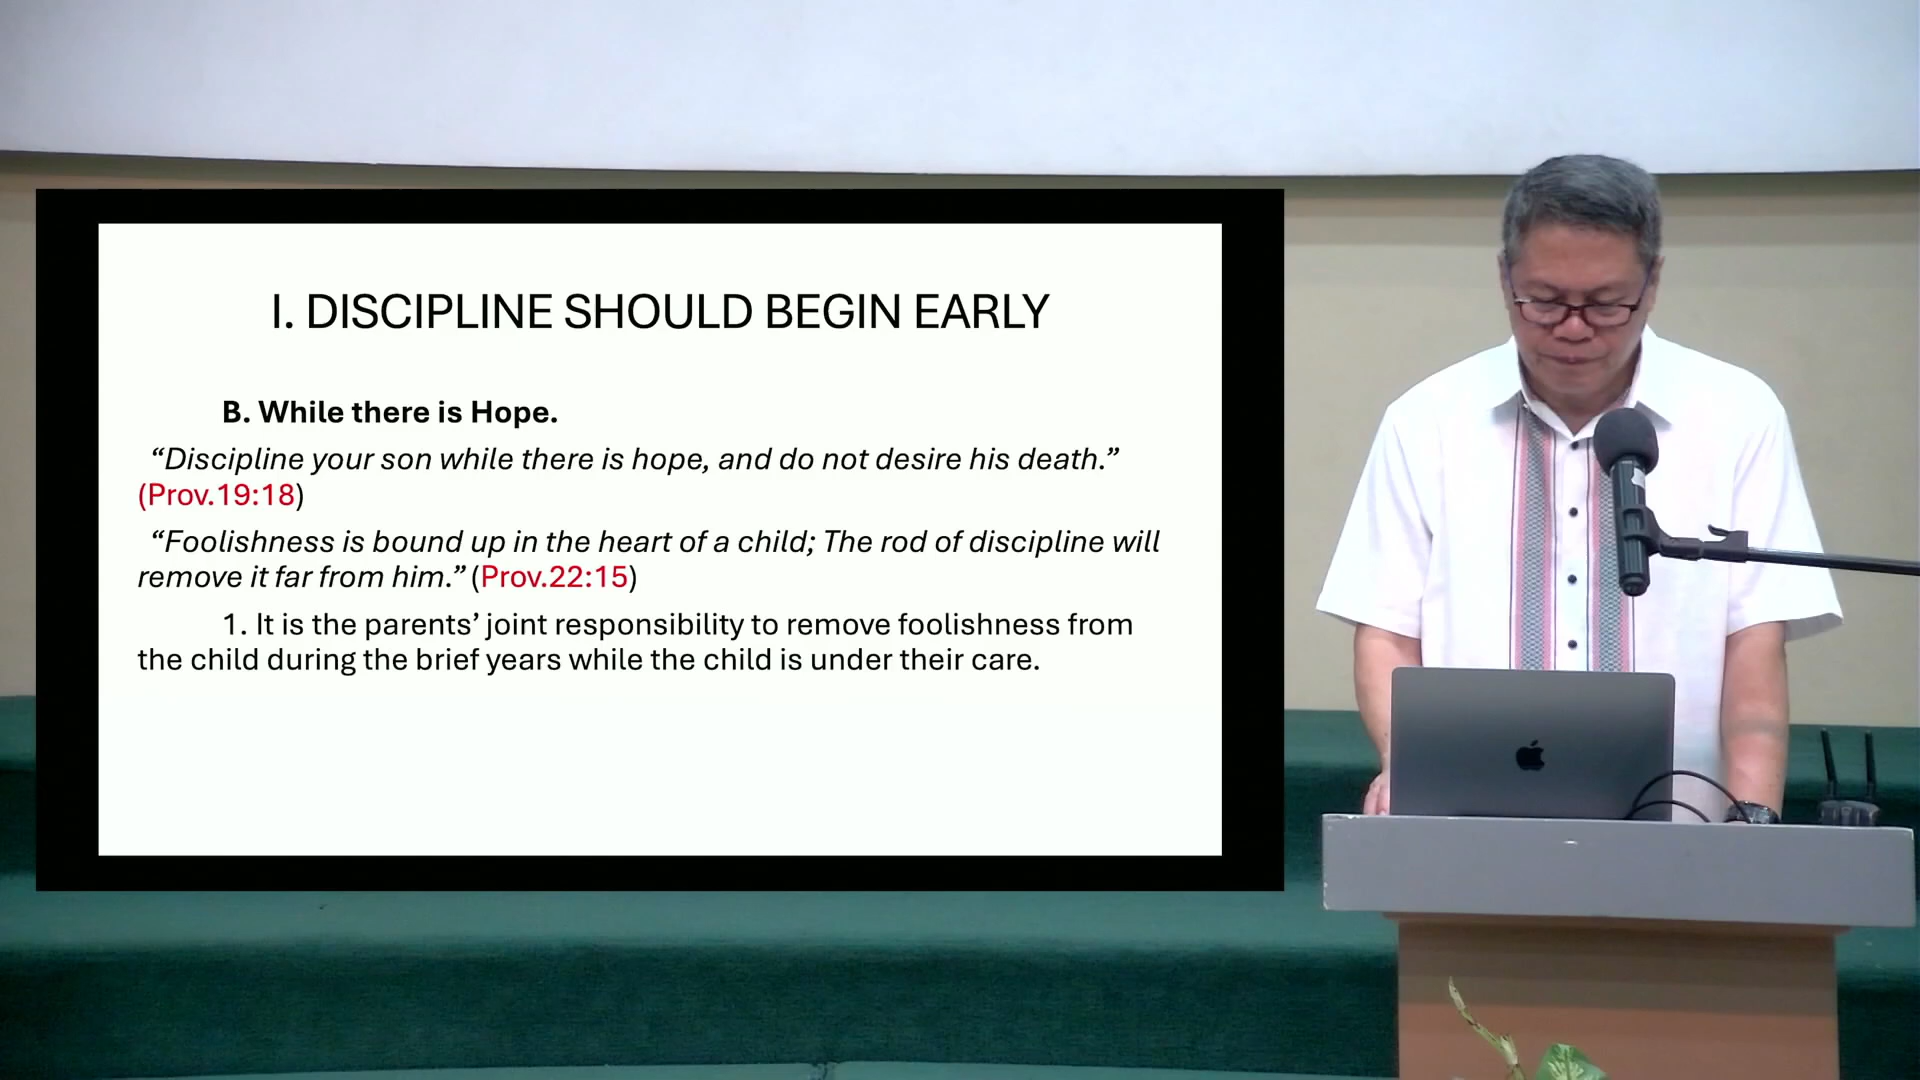 I. DISCIPLINE SHOULD BEGIN EARLY
B. While there is Hope.
“Discipline your son while there is hope, and do not desire his death.”
(Prov.19:18)
“Foolishness is bound up in the heart of a child; The rod of discipline will
remove it far from him.” (Prov.22:15)
1. It is the parents’ joint responsibility to remove foolishness from
the child during the brief years while the child is under their care.